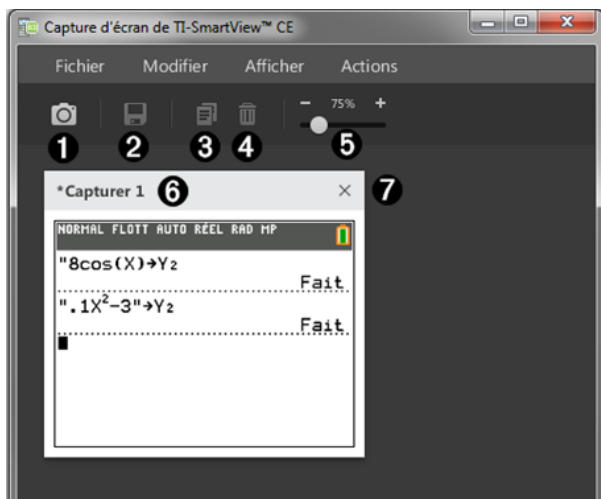 Capture d'écran de TI-SmartView™ CE
Fichier Modifier Afficher Actions
− 75% +
1 2 3 4 5
*Capturer 1 6 × 7
NORMAL FLOTT AUTO RÉEL RAD MP
"8cos(X)→Y₂
Fait
".1X²−3"→Y₂
Fait